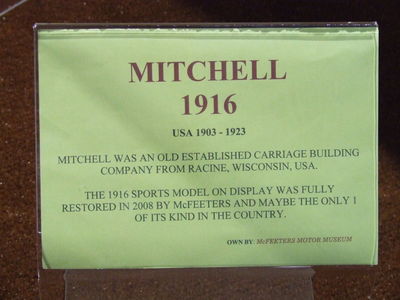 MITCHELL
1916
USA 1903 - 1923
MITCHELL WAS AN OLD ESTABLISHED CARRIAGE BUILDING
COMPANY FROM RACINE, WISCONSIN, USA.
THE 1916 SPORTS MODEL ON DISPLAY WAS FULLY
RESTORED IN 2008 BY McFEETERS AND MAYBE THE ONLY 1
OF ITS KIND IN THE COUNTRY.
OWN BY: McFEETERS MOTOR MUSEUM